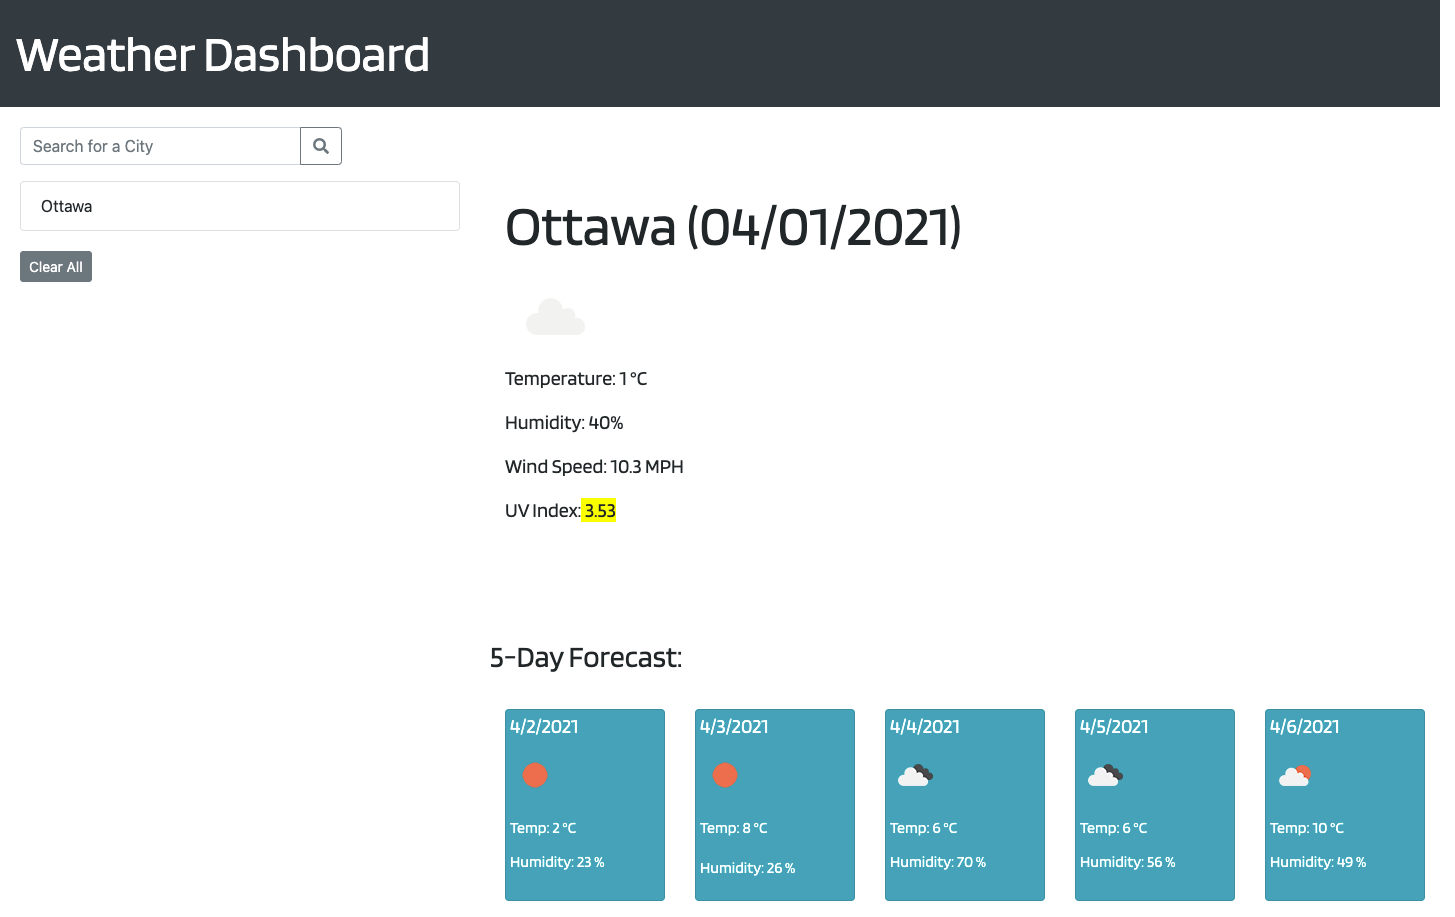 Weather Dashboard
Search for a City
Ottawa
Clear All
Ottawa (04/01/2021)
Temperature: 1 °C
Humidity: 40%
Wind Speed: 10.3 MPH
UV Index: 3.53
5-Day Forecast:
4/2/2021
Temp: 2 °C
Humidity: 23 %
4/3/2021
Temp: 8 °C
Humidity: 26 %
4/4/2021
Temp: 6 °C
Humidity: 70 %
4/5/2021
Temp: 6 °C
Humidity: 56 %
4/6/2021
Temp: 10 °C
Humidity: 49 %